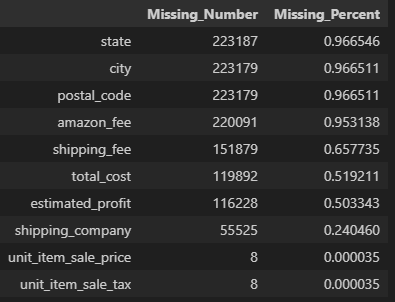 Missing_Number Missing_Percent
state 223187 0.966546
city 223179 0.966511
postal_code 223179 0.966511
amazon_fee 220091 0.953138
shipping_fee 151879 0.657735
total_cost 119892 0.519211
estimated_profit 116228 0.503343
shipping_company 55525 0.240460
unit_item_sale_price 8 0.000035
unit_item_sale_tax 8 0.000035